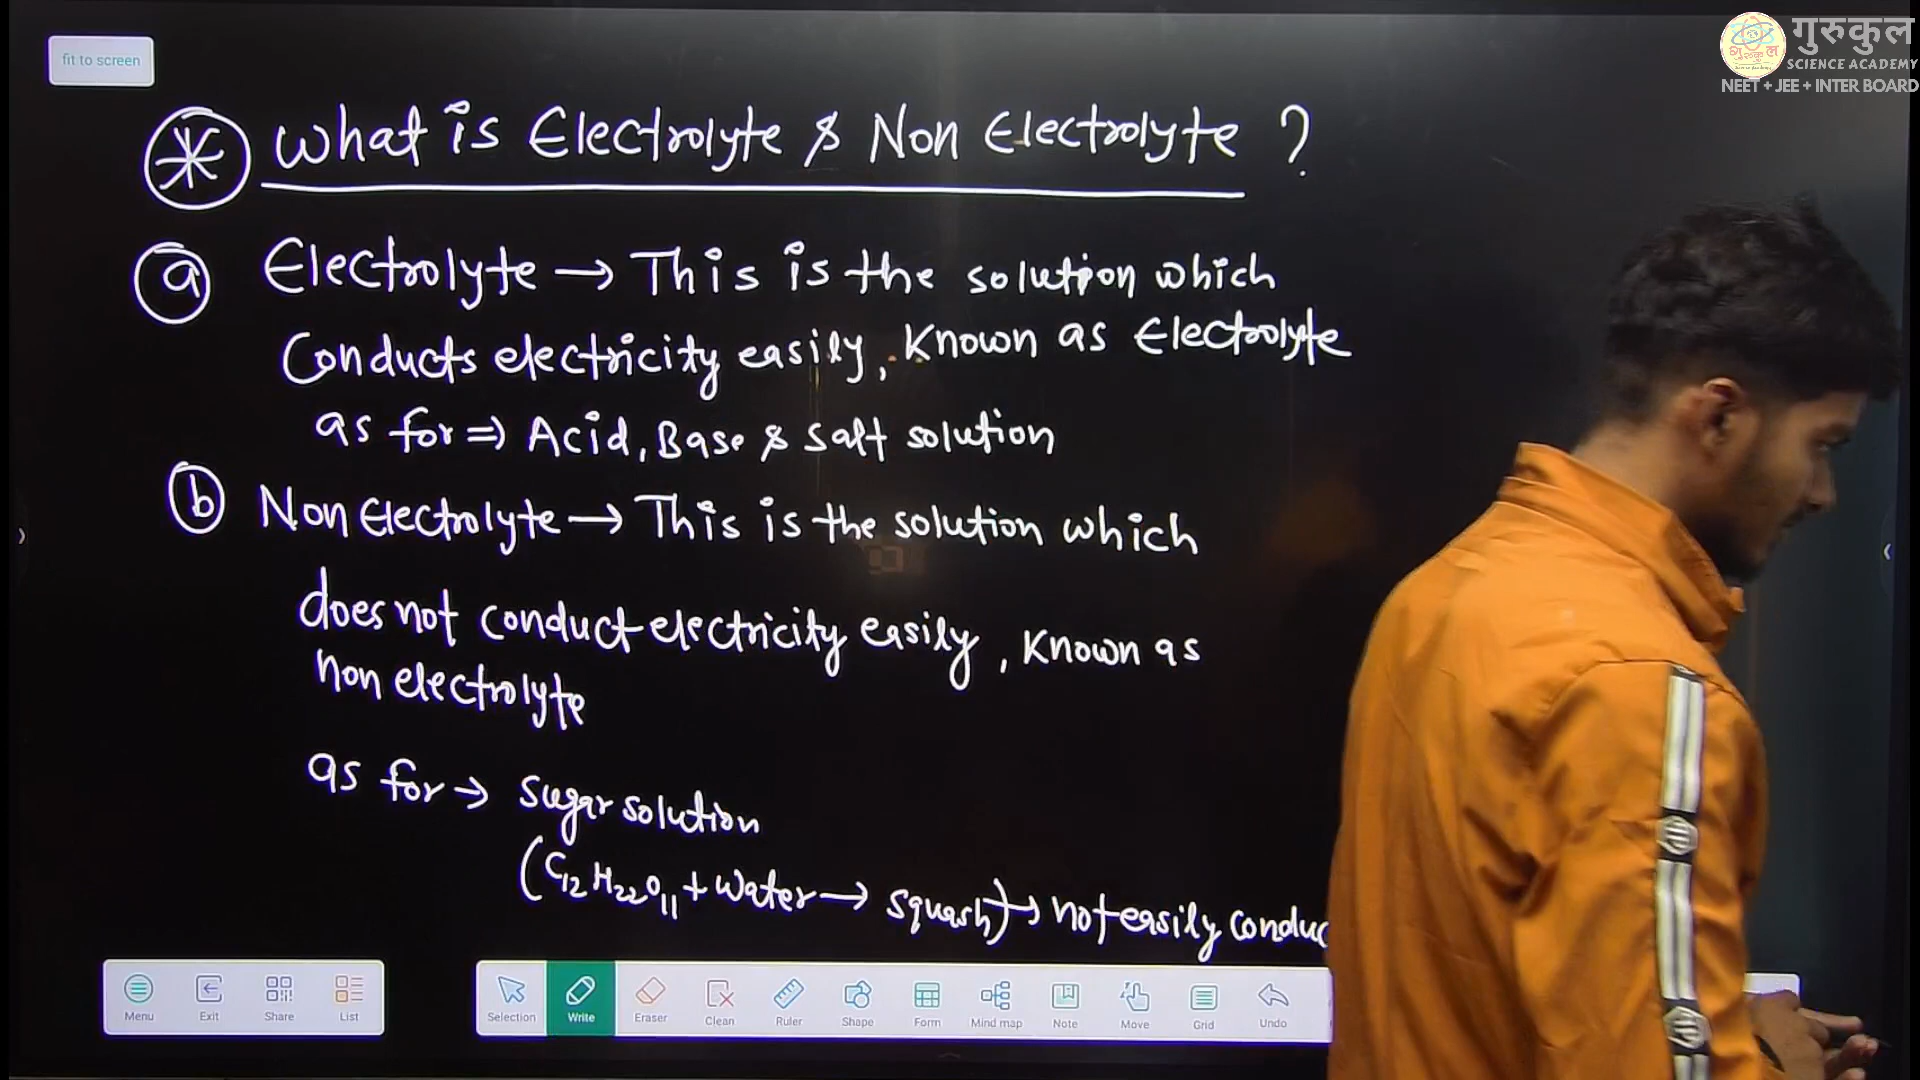 fit to screen
गुरुकुल
SCIENCE ACADEMY
NEET + JEE + INTER BOARD
What is Electrolyte & Non Electrolyte ?
a Electrolyte → This is the solution which
Conducts electricity easily, Known as Electrolyte
as for ⇒ Acid, Base & Salt solution
b Non Electrolyte → This is the solution which
does not conduct electricity easily, Known as
non electrolyte
as for → Sugar solution
(C₁₂H₂₂O₁₁ + Water → squash) → not easily conduc
Menu Exit Share List Selection Write Eraser Clean Ruler Shape Form Mind map Note Move Grid Undo